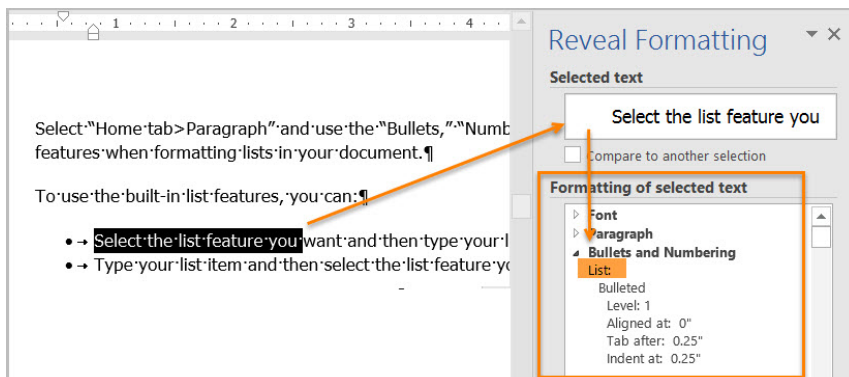 1 2 3 4
Reveal Formatting
Selected text
Select the list feature you
Compare to another selection
Formatting of selected text
Font
Paragraph
Bullets and Numbering
List:
Bulleted
Level: 1
Aligned at: 0"
Tab after: 0.25"
Indent at: 0.25"
Select·"Home·tab>Paragraph"·and·use·the·"Bullets,"·"Numb
features·when·formatting·lists·in·your·document.¶
To·use·the·built-in·list·features,·you·can:¶
•→Select·the·list·feature·you·want·and·then·type·your·l
•→Type·your·list·item·and·then·select·the·list·feature·yo